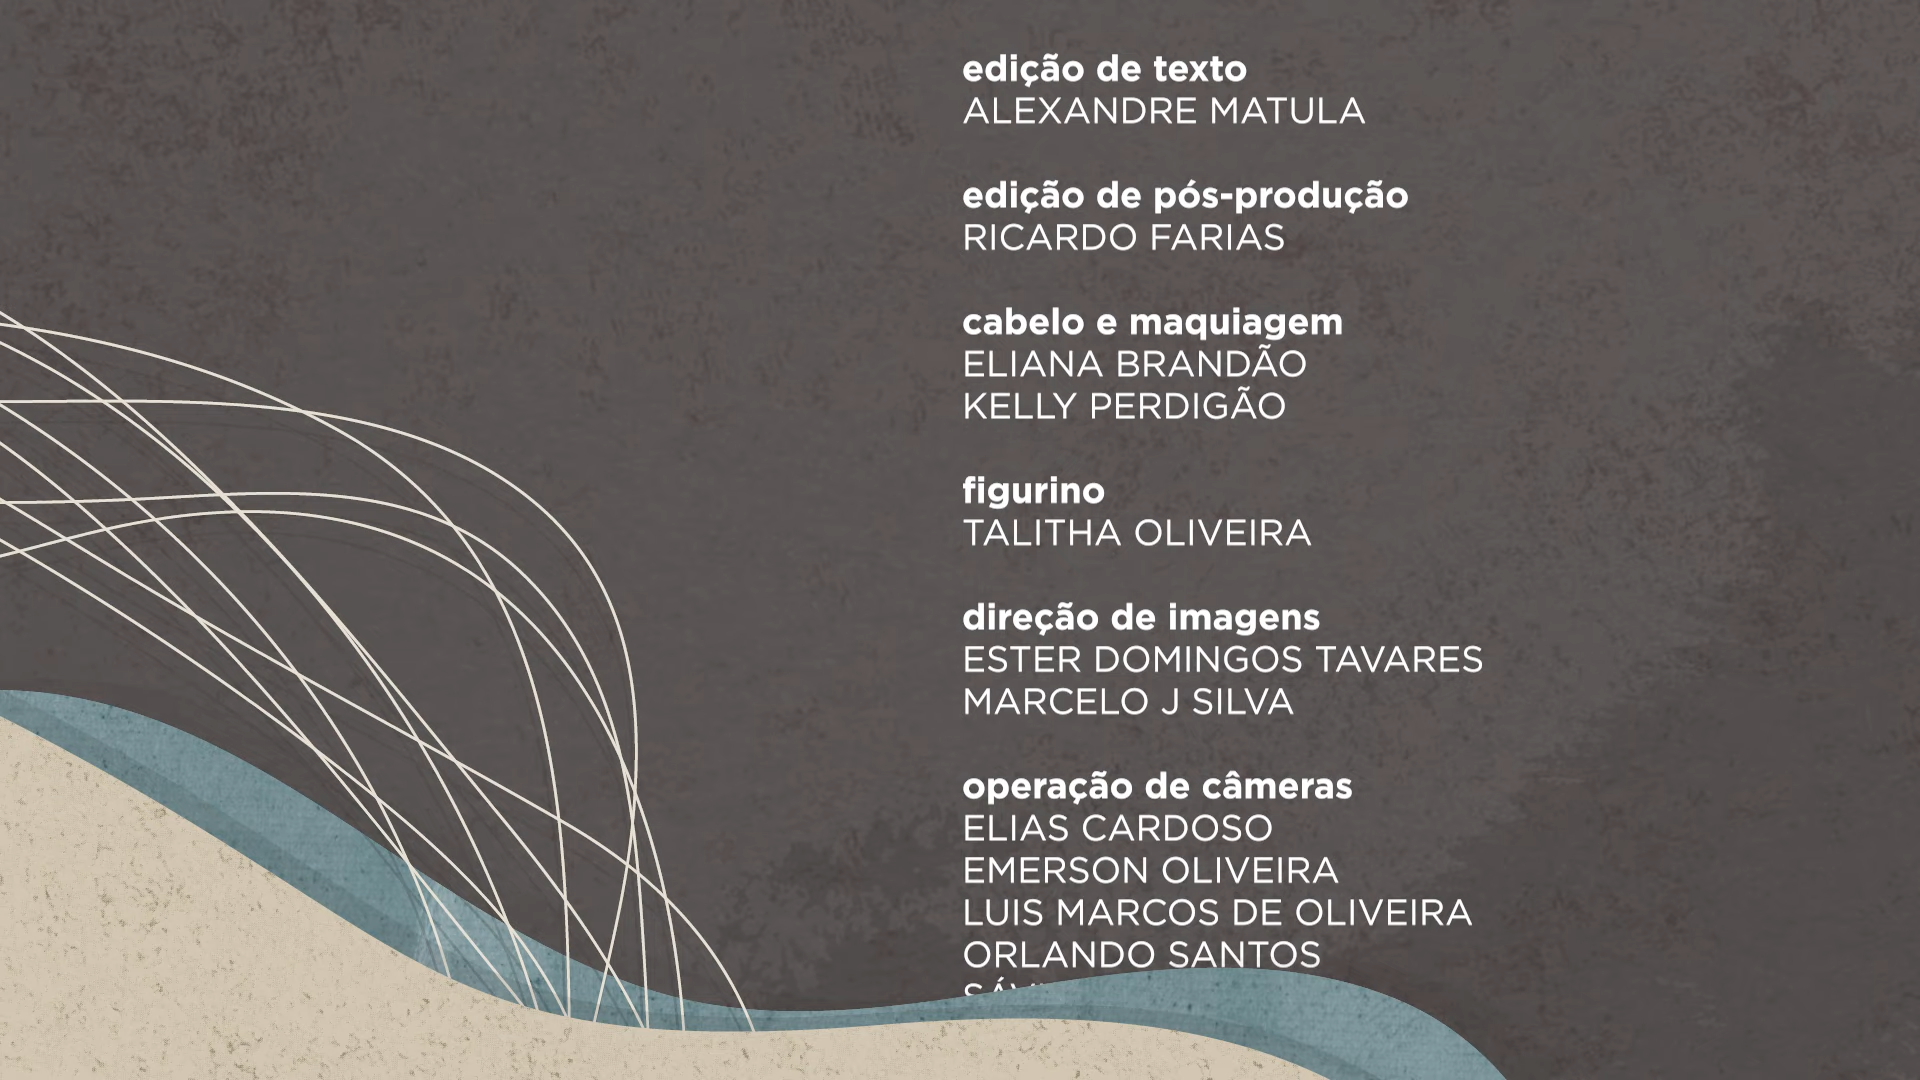 edição de texto
ALEXANDRE MATULA
edição de pós-produção
RICARDO FARIAS
cabelo e maquiagem
ELIANA BRANDÃO
KELLY PERDIGÃO
figurino
TALITHA OLIVEIRA
direção de imagens
ESTER DOMINGOS TAVARES
MARCELO J SILVA
operação de câmeras
ELIAS CARDOSO
EMERSON OLIVEIRA
LUIS MARCOS DE OLIVEIRA
ORLANDO SANTOS